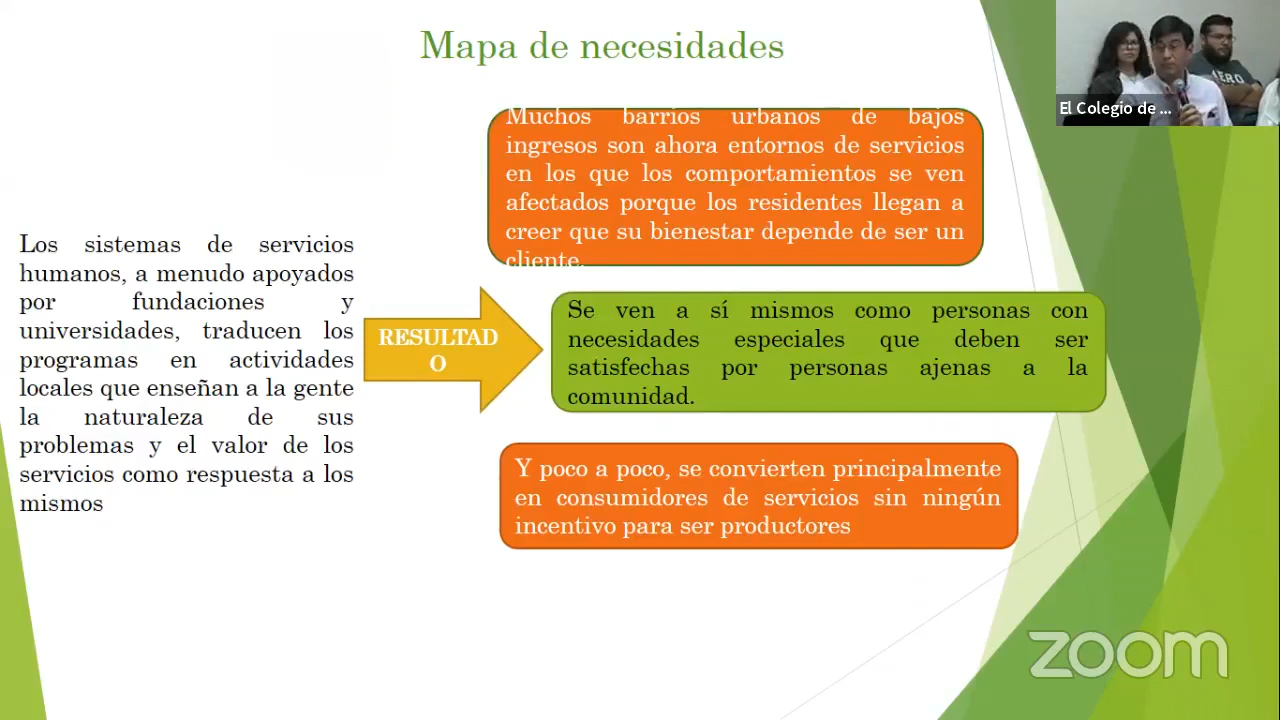 Mapa de necesidades
El Colegio de ...
Los sistemas de servicios
humanos, a menudo apoyados
por fundaciones y
universidades, traducen los
programas en actividades
locales que enseñan a la gente
la naturaleza de sus
problemas y el valor de los
servicios como respuesta a los
mismos
RESULTAD
O
Muchos barrios urbanos de bajos
ingresos son ahora entornos de servicios
en los que los comportamientos se ven
afectados porque los residentes llegan a
creer que su bienestar depende de ser un
cliente.
Se ven a sí mismos como personas con
necesidades especiales que deben ser
satisfechas por personas ajenas a la
comunidad.
Y poco a poco, se convierten principalmente
en consumidores de servicios sin ningún
incentivo para ser productores
zoom